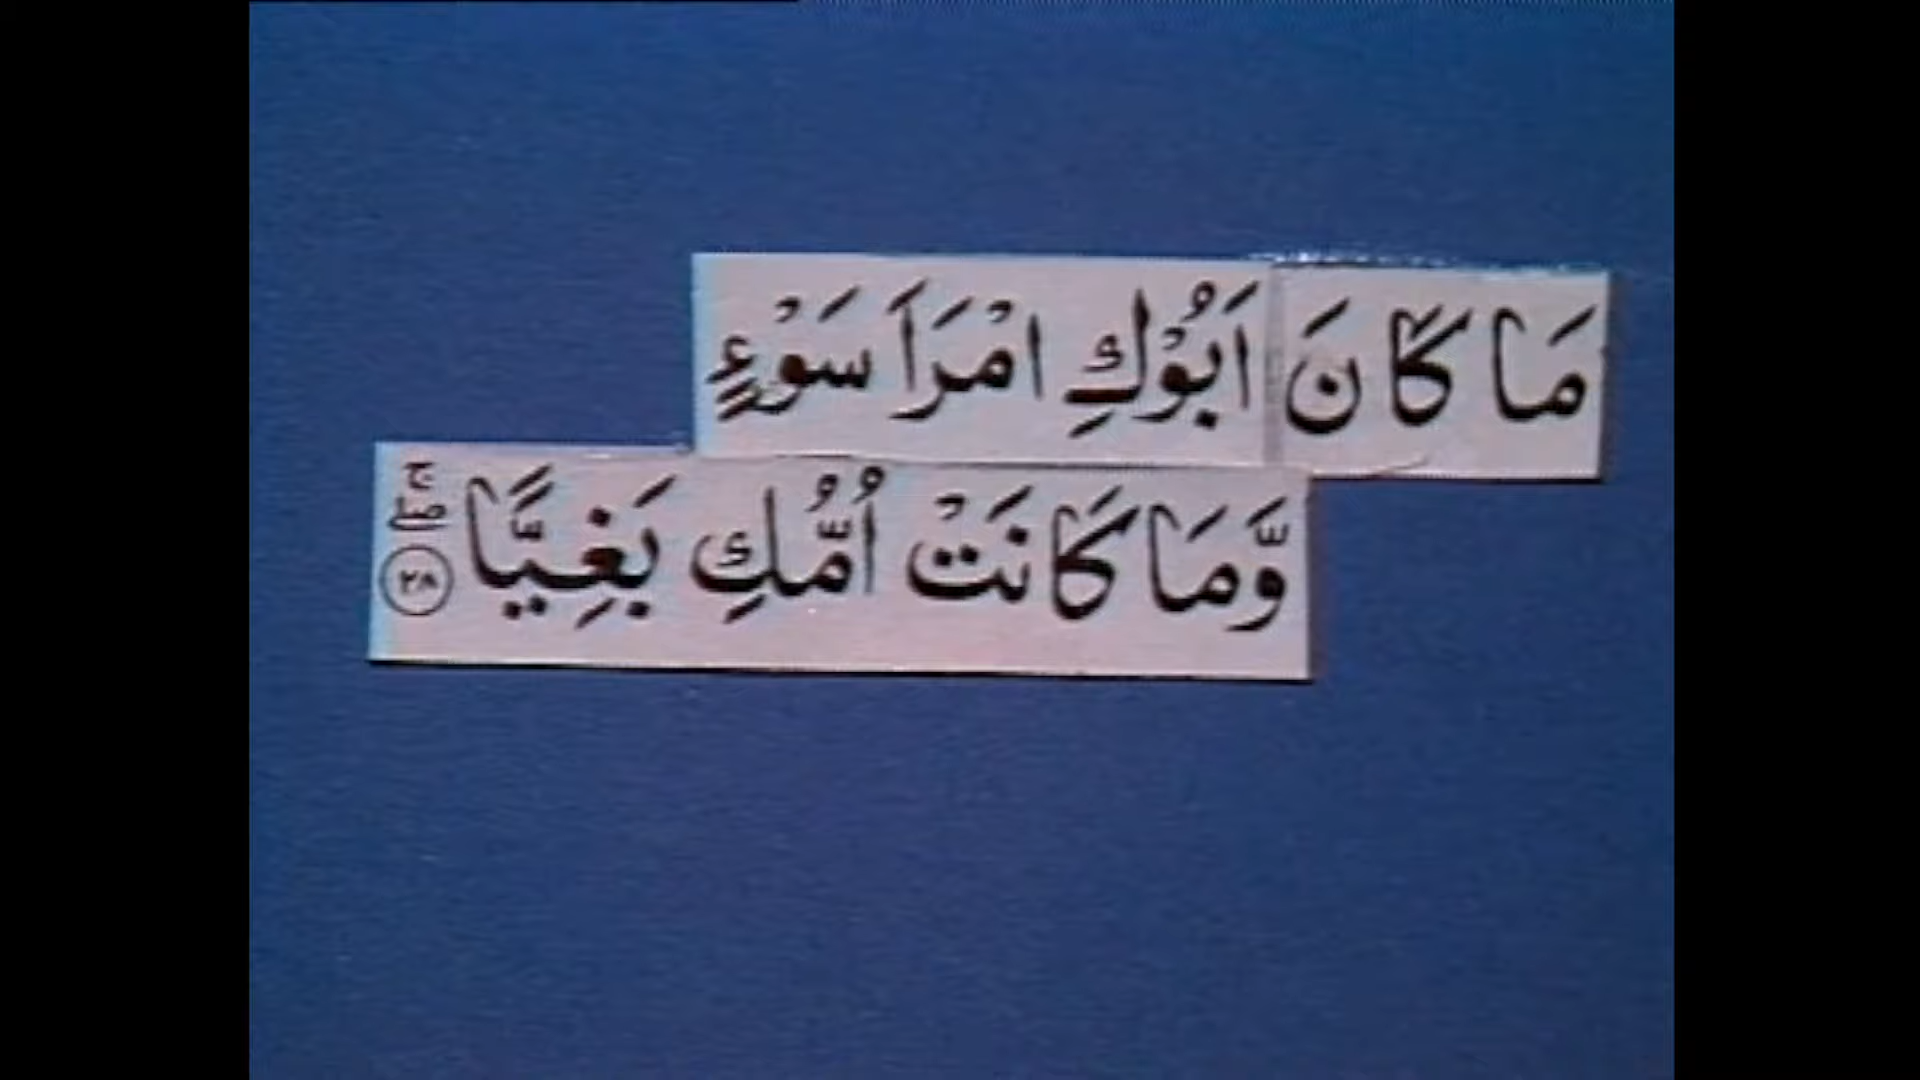 مَا كَانَ اَبُوْكِ امْرَاَ سَوْءٍ
وَّمَا كَانَتْ اُمُّكِ بَغِيًّا ۖۚ ٢٨